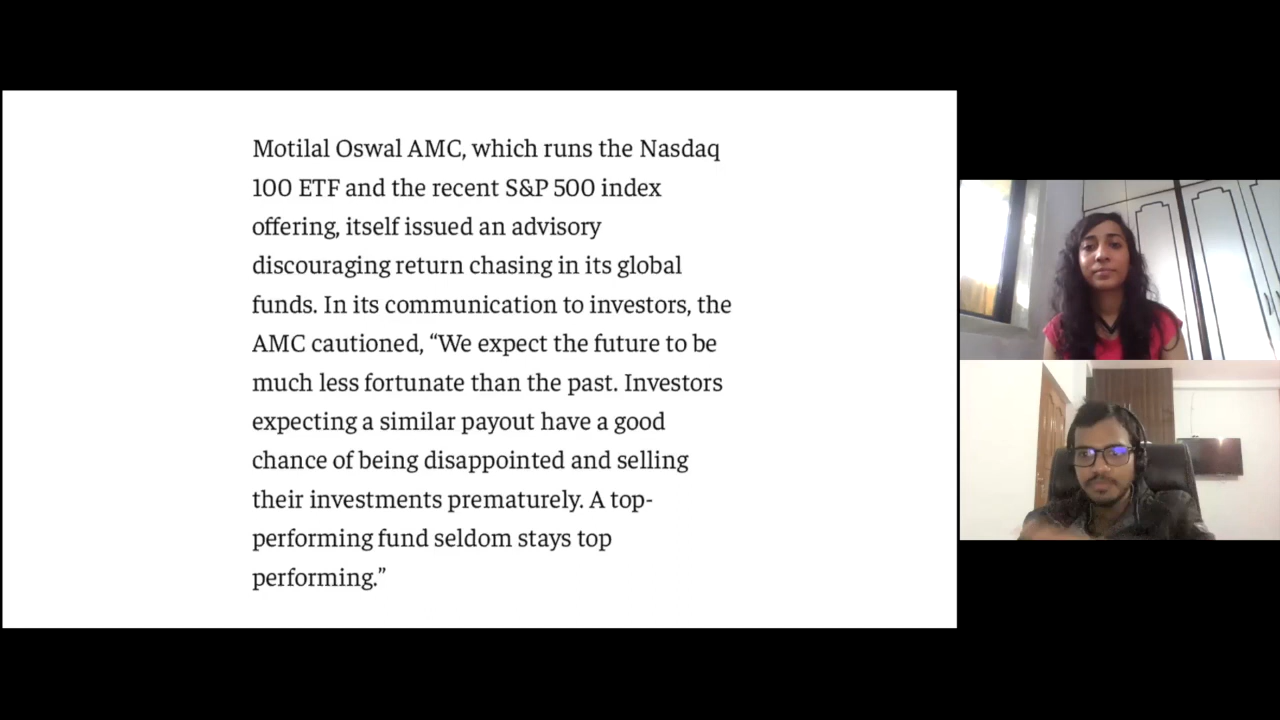 Motilal Oswal AMC, which runs the Nasdaq
100 ETF and the recent S&P 500 index
offering, itself issued an advisory
discouraging return chasing in its global
funds. In its communication to investors, the
AMC cautioned, “We expect the future to be
much less fortunate than the past. Investors
expecting a similar payout have a good
chance of being disappointed and selling
their investments prematurely. A top-
performing fund seldom stays top
performing.”